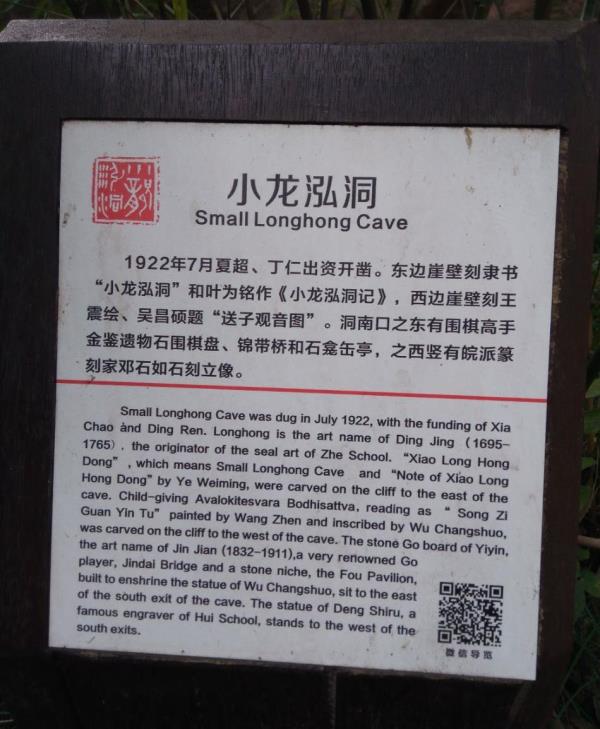 小龙泓洞
小龙泓洞
Small Longhong Cave
1922年7月夏超、丁仁出资开凿。东边崖壁刻隶书
“小龙泓洞”和叶为铭作《小龙泓洞记》，西边崖壁刻王
震绘、吴昌硕题“送子观音图”。洞南口之东有围棋高手
金鉴遗物石围棋盘、锦带桥和石龛缶亭，之西竖有皖派篆
刻家邓石如石刻立像。
Small Longhong Cave was dug in July 1922, with the funding of Xia
Chao and Ding Ren. Longhong is the art name of Ding Jing (1695-
1765), the originator of the seal art of Zhe School. “Xiao Long Hong
Dong”, which means Small Longhong Cave and “Note of Xiao Long
Hong Dong” by Ye Weiming, were carved on the cliff to the east of the
cave. Child-giving Avalokitesvara Bodhisattva, reading as “ Song Zi
Guan Yin Tu” painted by Wang Zhen and inscribed by Wu Changshuo,
was carved on the cliff to the west of the cave. The stone Go board of Yiyin,
the art name of Jin Jian (1832-1911),a very renowned Go
player, Jindai Bridge and a stone niche, the Fou Pavilion,
built to enshrine the statue of Wu Changshuo, sit to the east
of the south exit of the cave. The statue of Deng Shiru, a
famous engraver of Hui School, stands to the west of the
south exits.
微信导览